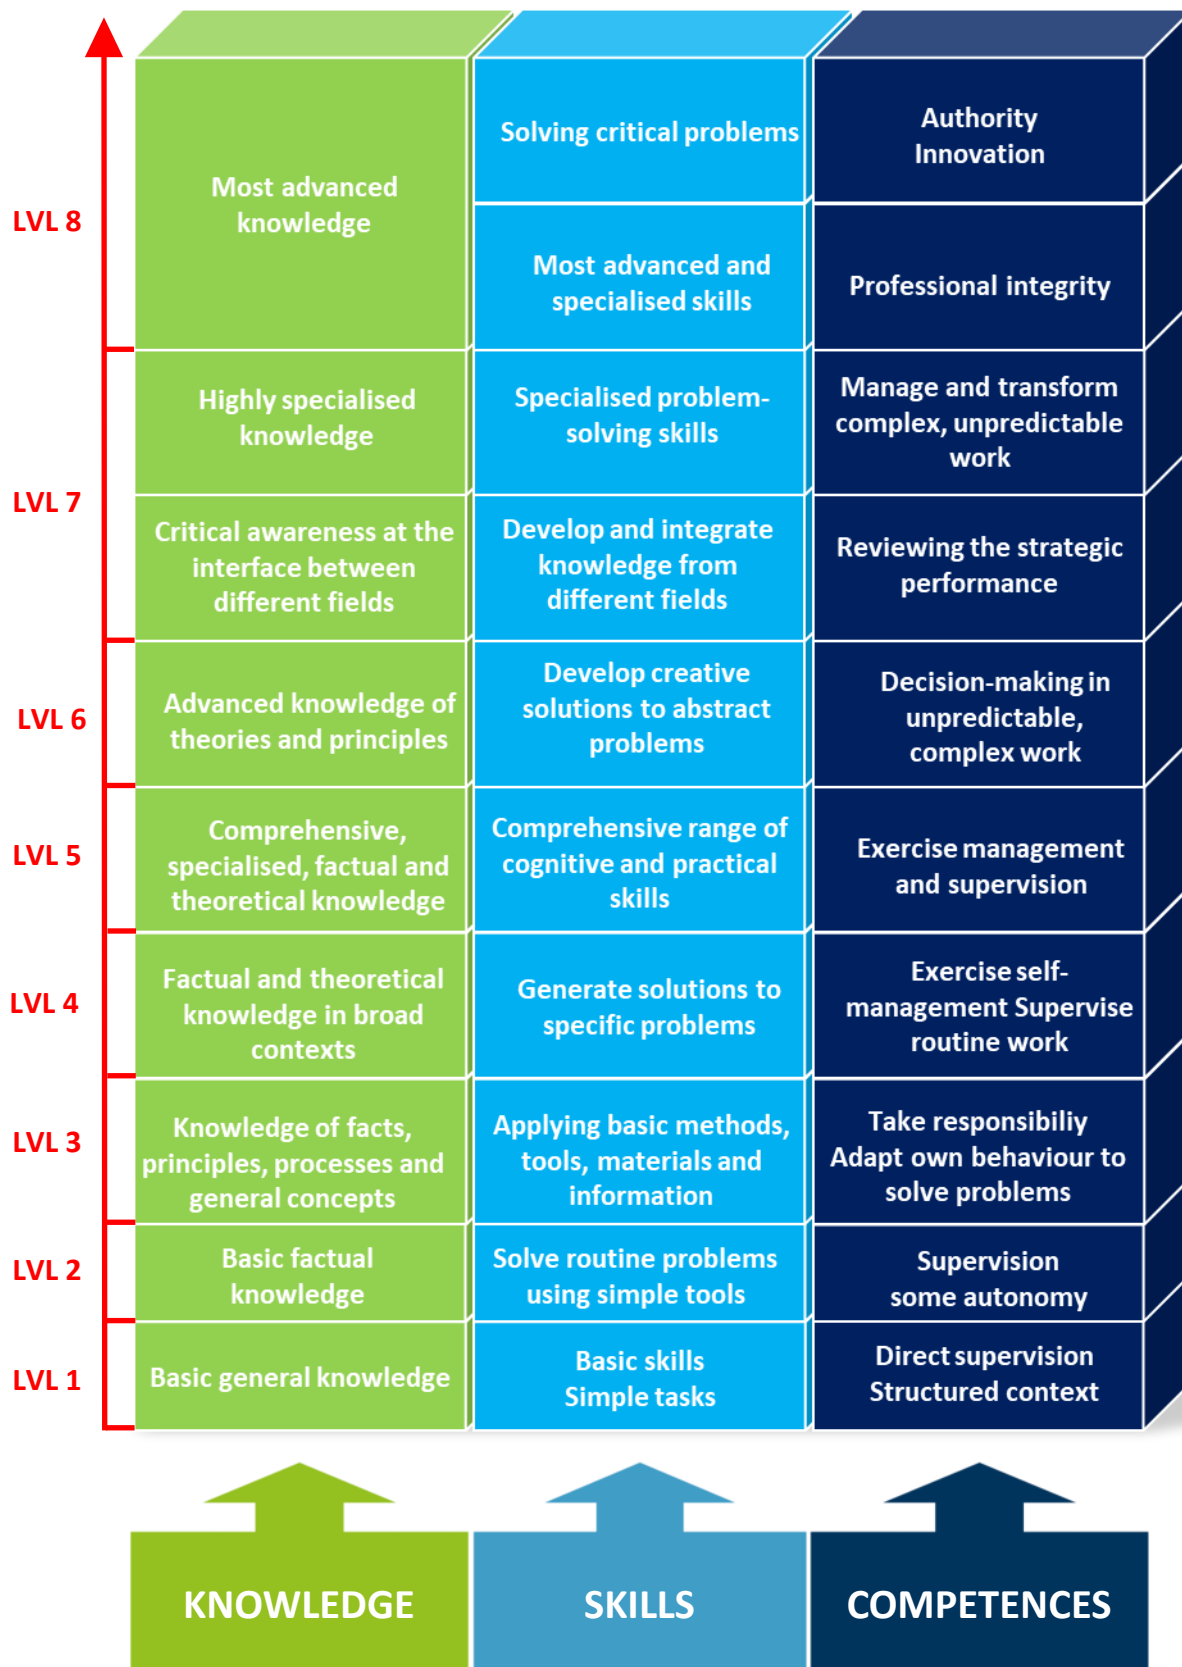 Solving critical problems
Authority
Innovation
Most advanced
knowledge
LVL 8
Most advanced and
specialised skills
Professional integrity
Highly specialised
knowledge
Specialised problem-
solving skills
Manage and transform
complex, unpredictable
work
LVL 7
Critical awareness at the
interface between
different fields
Develop and integrate
knowledge from
different fields
Reviewing the strategic
performance
LVL 6
Advanced knowledge of
theories and principles
Develop creative
solutions to abstract
problems
Decision-making in
unpredictable,
complex work
LVL 5
Comprehensive,
specialised, factual and
theoretical knowledge
Comprehensive range of
cognitive and practical
skills
Exercise management
and supervision
LVL 4
Factual and theoretical
knowledge in broad
contexts
Generate solutions to
specific problems
Exercise self-
management Supervise
routine work
LVL 3
Knowledge of facts,
principles, processes and
general concepts
Applying basic methods,
tools, materials and
information
Take responsibiliy
Adapt own behaviour to
solve problems
LVL 2
Basic factual
knowledge
Solve routine problems
using simple tools
Supervision
some autonomy
LVL 1
Basic general knowledge
Basic skills
Simple tasks
Direct supervision
Structured context
KNOWLEDGE
SKILLS
COMPETENCES